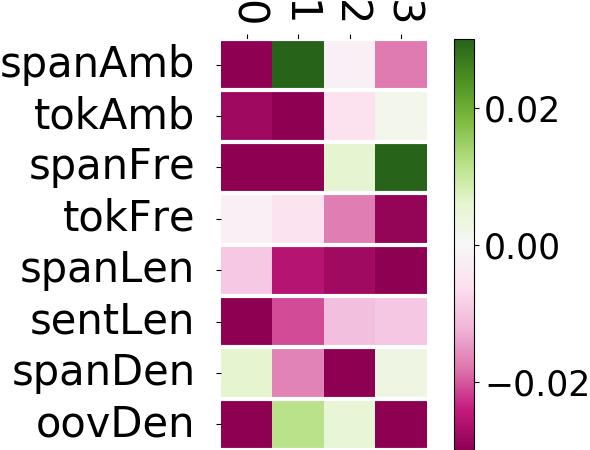 0 1 2 3
spanAmb
tokAmb
spanFre
tokFre
spanLen
sentLen
spanDen
oovDen
0.02
0.00
−0.02